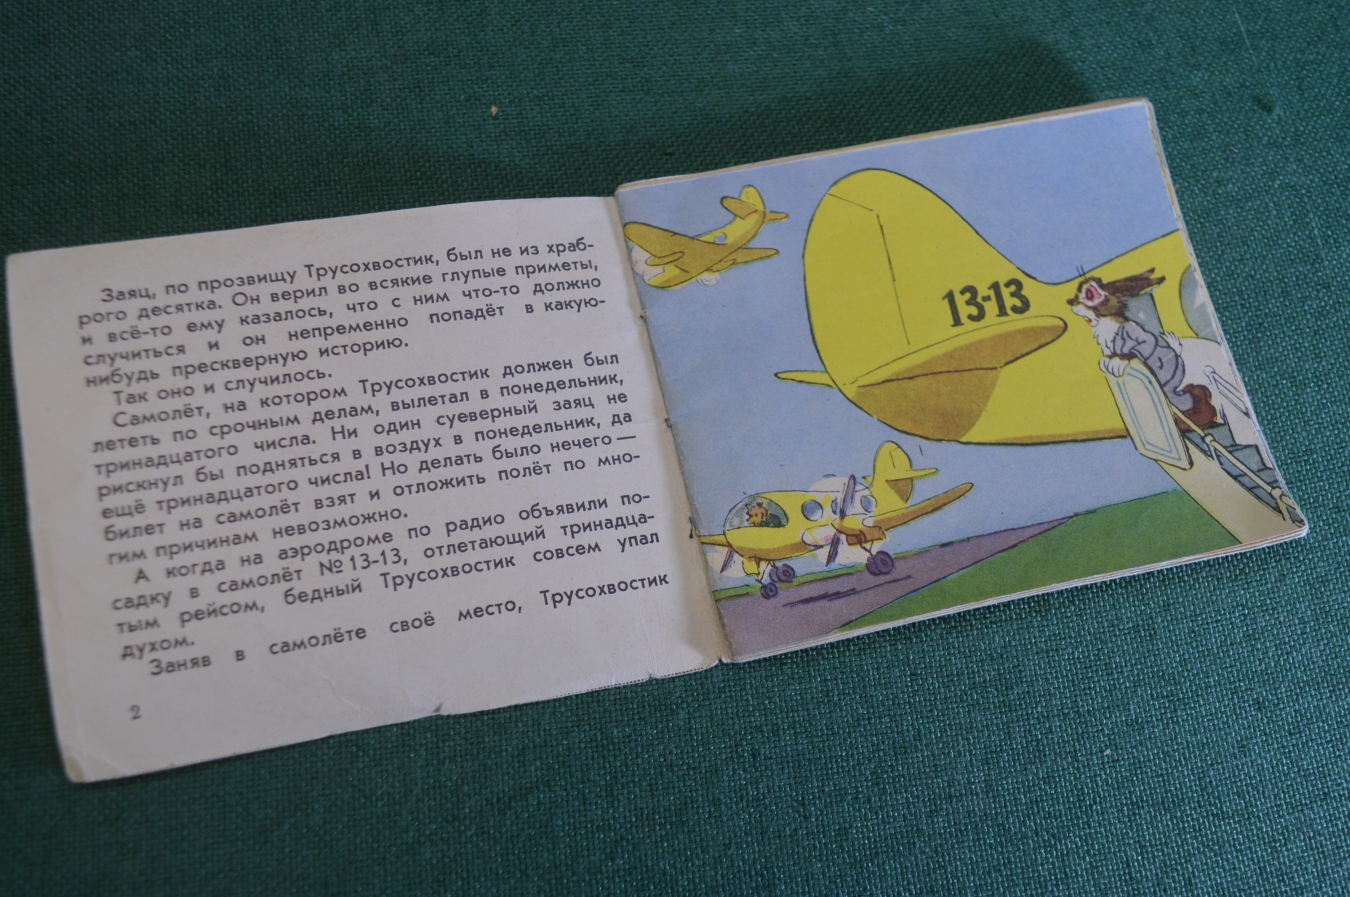 Заяц, по прозвищу Трусохвостик, был не из храб-
рого десятка. Он верил во всякие глупые приметы,
и всё-то ему казалось, что с ним что-то должно
случиться и он непременно попадёт в какую-
нибудь прескверную историю.
Так оно и случилось.
Самолёт, на котором Трусохвостик должен был
лететь по срочным делам, вылетал в понедельник,
тринадцатого числа. Ни один суеверный заяц не
рискнул бы подняться в воздух в понедельник, да
ещё тринадцатого числа! Но делать было нечего —
билет на самолёт взят и отложить полёт по мно-
гим причинам невозможно.
А когда на аэродроме по радио объявили по-
садку в самолёт № 13-13, отлетающий тринадца-
тым рейсом, бедный Трусохвостик совсем упал
духом.
Заняв в самолёте своё место, Трусохвостик
2
13-13